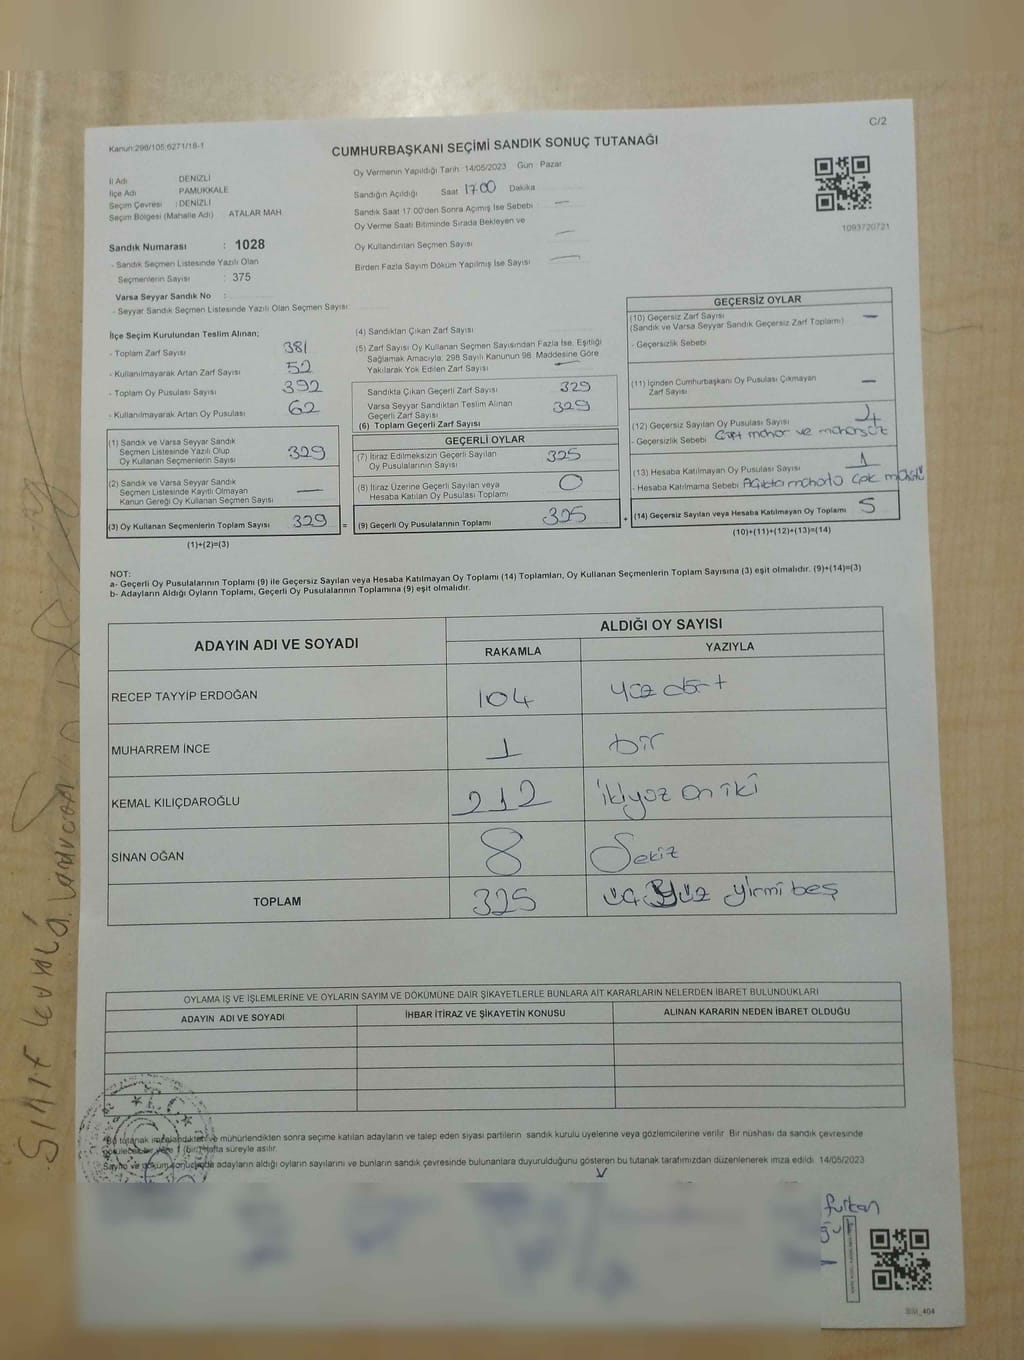 C/2
Kanun 298/105;6271/18-1
CUMHURBAŞKANI SEÇİMİ SANDIK SONUÇ TUTANAĞI
İl Adı DENİZLİ
İlçe Adı PAMUKKALE
Seçim Çevresi : DENİZLİ
Seçim Bölgesi (Mahalle Adı) ATALAR MAH.
Sandık Numarası : 1028
- Sandık Seçmen Listesinde Yazılı Olan
Seçmenlerin Sayısı : 375
Varsa Seyyar Sandık No :
- Seyyar Sandık Seçmen Listesinde Yazılı Olan Seçmen Sayısı
Oy Vermenin Yapıldığı Tarih 14/05/2023 Gün Pazar
Sandığın Açıldığı Saat 17.00 Dakika
Sandık Saat 17.00'den Sonra Açımış İse Sebebi —
Oy Verme Saati Bitiminde Sırada Bekleyen ve
Oy Kullandırılan Seçmen Sayısı —
Birden Fazla Sayım Döküm Yapılmış İse Sayısı —
1093720721
İlçe Seçim Kurulundan Teslim Alınan;
- Toplam Zarf Sayısı 381
- Kullanılmayarak Artan Zarf Sayısı 52
- Toplam Oy Pusulası Sayısı 392
- Kullanılmayarak Artan Oy Pusulası 62
(1) Sandık ve Varsa Seyyar Sandık
Seçmen Listesinde Yazılı Olup
Oy Kullanan Seçmenlerin Sayısı 329
(2) Sandık ve Varsa Seyyar Sandık
Seçmen Listesinde Kayıtlı Olmayan
Kanun Gereği Oy Kullanan Seçmen Sayısı —
(3) Oy Kullanan Seçmenlerin Toplam Sayısı 329 =
(1)+(2)=(3)
(4) Sandıktan Çıkan Zarf Sayısı
(5) Zarf Sayısı Oy Kullanan Seçmen Sayısından Fazla İse, Eşitliği
Sağlamak Amacıyla; 298 Sayılı Kanunun 98. Maddesine Göre
Yakılarak Yok Edilen Zarf Sayısı —
Sandıkta Çıkan Geçerli Zarf Sayısı 329
Varsa Seyyar Sandıktan Teslim Alınan
Geçerli Zarf Sayısı 329
(6) Toplam Geçerli Zarf Sayısı
GEÇERLİ OYLAR
(7) İtiraz Edilmeksizin Geçerli Sayılan
Oy Pusulalarının Sayısı 325
(8) İtiraz Üzerine Geçerli Sayılan veya
Hesaba Katılan Oy Pusulası Toplamı 0
(9) Geçerli Oy Pusulalarının Toplamı 325 +
GEÇERSİZ OYLAR
(10) Geçersiz Zarf Sayısı —
(Sandık ve Varsa Seyyar Sandık Geçersiz Zarf Toplamı)
- Geçersizlik Sebebi
(11) İçinden Cumhurbaşkanı Oy Pusulası Çıkmayan
Zarf Sayısı —
(12) Geçersiz Sayılan Oy Pusulası Sayısı 4
- Geçersizlik Sebebi Çift mühür ve mühürsüz
(13) Hesaba Katılmayan Oy Pusulası Sayısı 1
- Hesaba Katılmama Sebebi
(14) Geçersiz Sayılan veya Hesaba Katılmayan Oy Toplamı 5
(10)+(11)+(12)+(13)=(14)
NOT:
a- Geçerli Oy Pusulalarının Toplamı (9) ile Geçersiz Sayılan veya Hesaba Katılmayan Oy Toplamı (14) Toplamları, Oy Kullanan Seçmenlerin Toplam Sayısına (3) eşit olmalıdır. (9)+(14)=(3)
b- Adayların Aldığı Oyların Toplamı, Geçerli Oy Pusulalarının Toplamına (9) eşit olmalıdır.
ADAYIN ADI VE SOYADI ALDIĞI OY SAYISI
RAKAMLA YAZIYLA
RECEP TAYYİP ERDOĞAN 104 yüz dört
MUHARREM İNCE 1 bir
KEMAL KILIÇDAROĞLU 212 ikiyüz on iki
SİNAN OĞAN 8 Sekiz
TOPLAM 325 üç yüz yirmi beş
OYLAMA İŞ VE İŞLEMLERİNE VE OYLARIN SAYIM VE DÖKÜMÜNE DAİR ŞİKAYETLERLE BUNLARA AİT KARARLARIN NELERDEN İBARET BULUNDUKLARI
ADAYIN ADI VE SOYADI İHBAR İTİRAZ VE ŞİKAYETİN KONUSU ALINAN KARARIN NEDEN İBARET OLDUĞU
*Bu tutanak imzalandıktan ve mühürlendikten sonra seçime katılan adayların ve talep eden siyasi partilerin sandık kurulu üyelerine veya gözlemcilerine verilir. Bir nüshası da sandık çevresinde
1 (bir) hafta süreyle asılır.
Sayım ve döküm sonucunda adayların aldığı oyların sayılarını ve bunların sandık çevresinde bulunanlara duyurulduğunu gösteren bu tutanak tarafımızdan düzenlenerek imza edildi. 14/05/2023
furkan
BIM_404